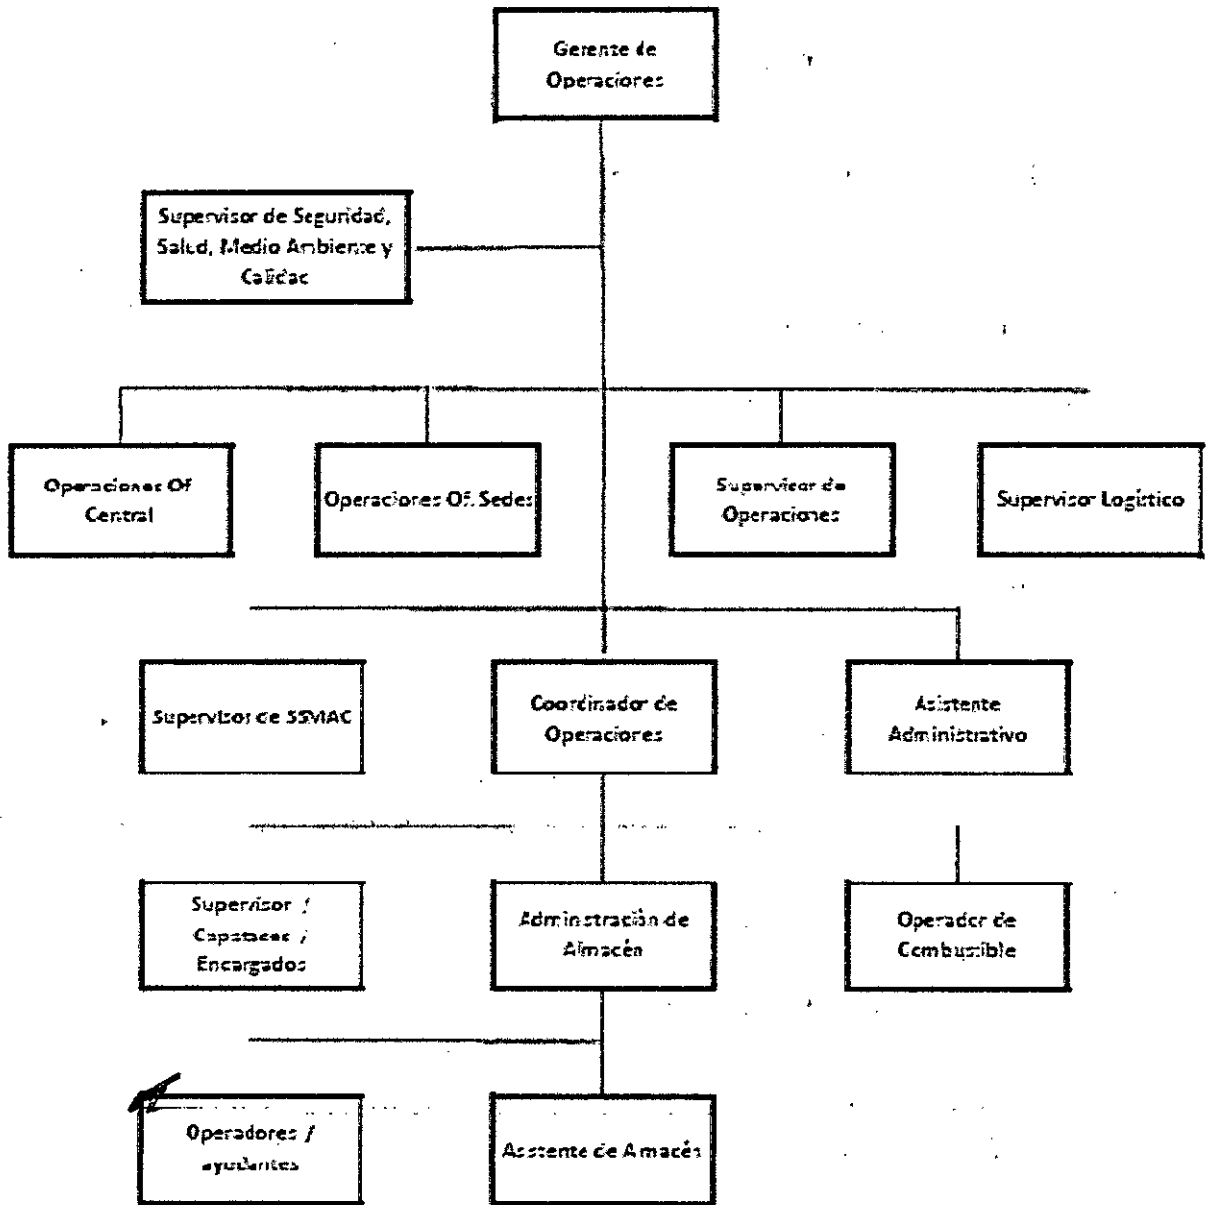 Gerente de
Operaciones
Supervisor de Seguridad,
Salud, Medio Ambiente y
Calidad
Operaciones Of
Central
Operaciones Of. Sedes
Supervisor de
Operaciones
Supervisor Logístico
Supervisor de SSMAC
Coordinador de
Operaciones
Asistente
Administrativo
Supervisor /
Capataces /
Encargados
Administración de
Almacén
Operador de
Combustible
Operadores /
ayudantes
Asistente de Almacén